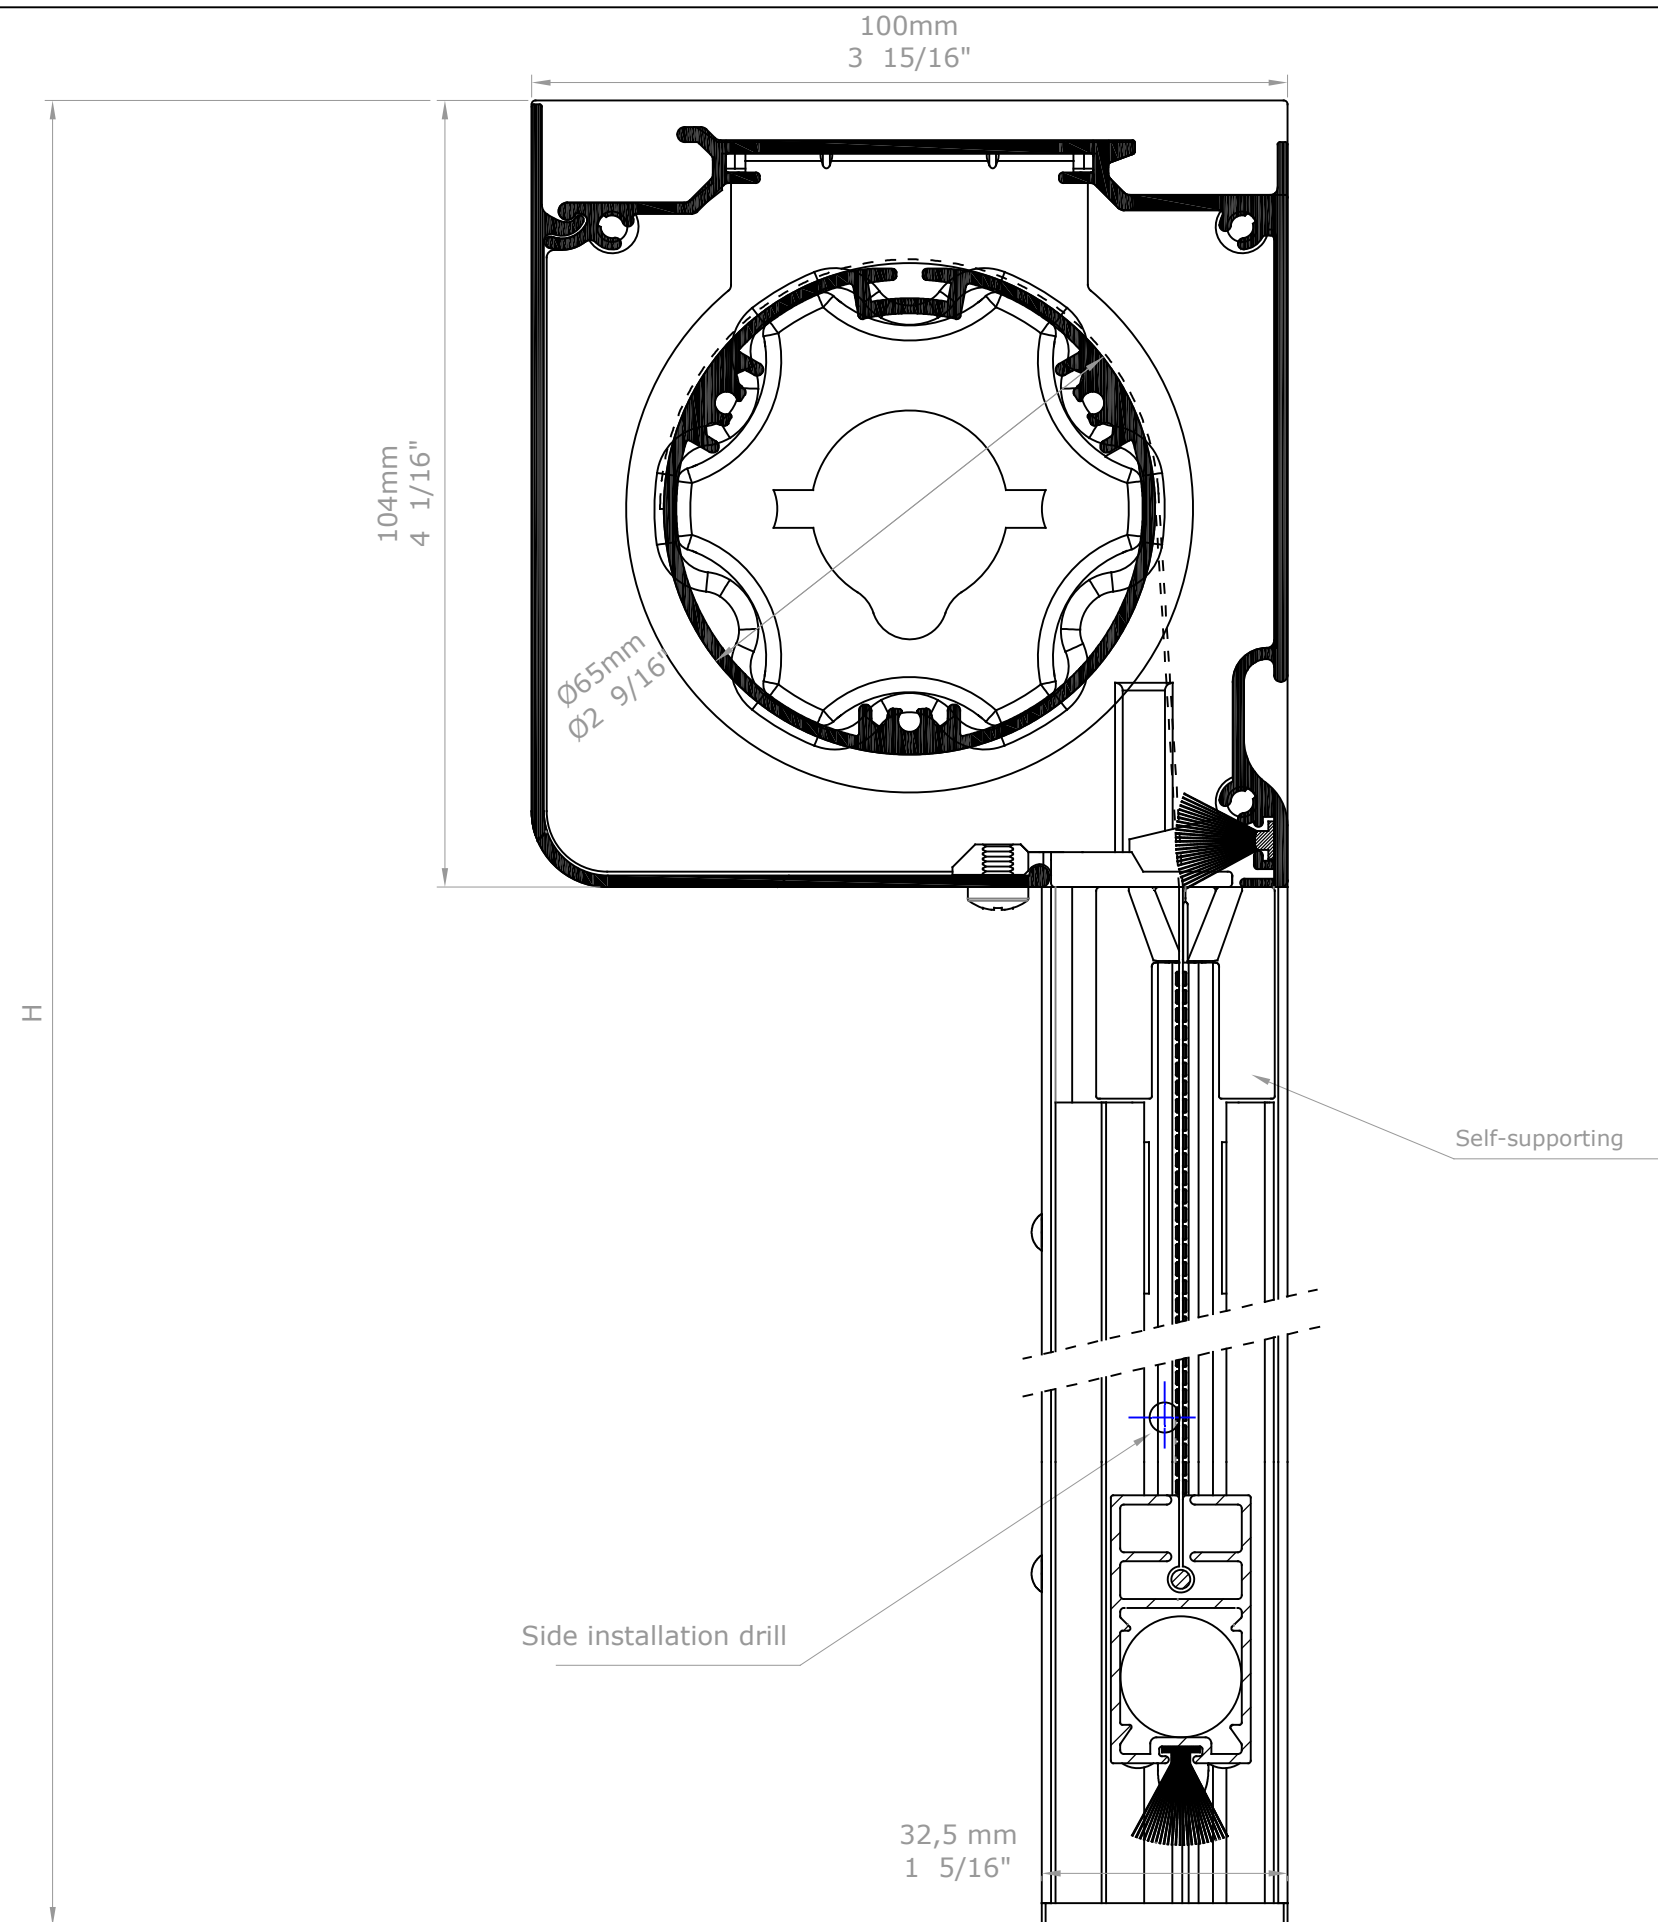 100mm
3 15/16"
104mm
4 1/16"
Ø65mm
Ø2 9/16"
H
Self-supporting
Side installation drill
32,5 mm
1 5/16"